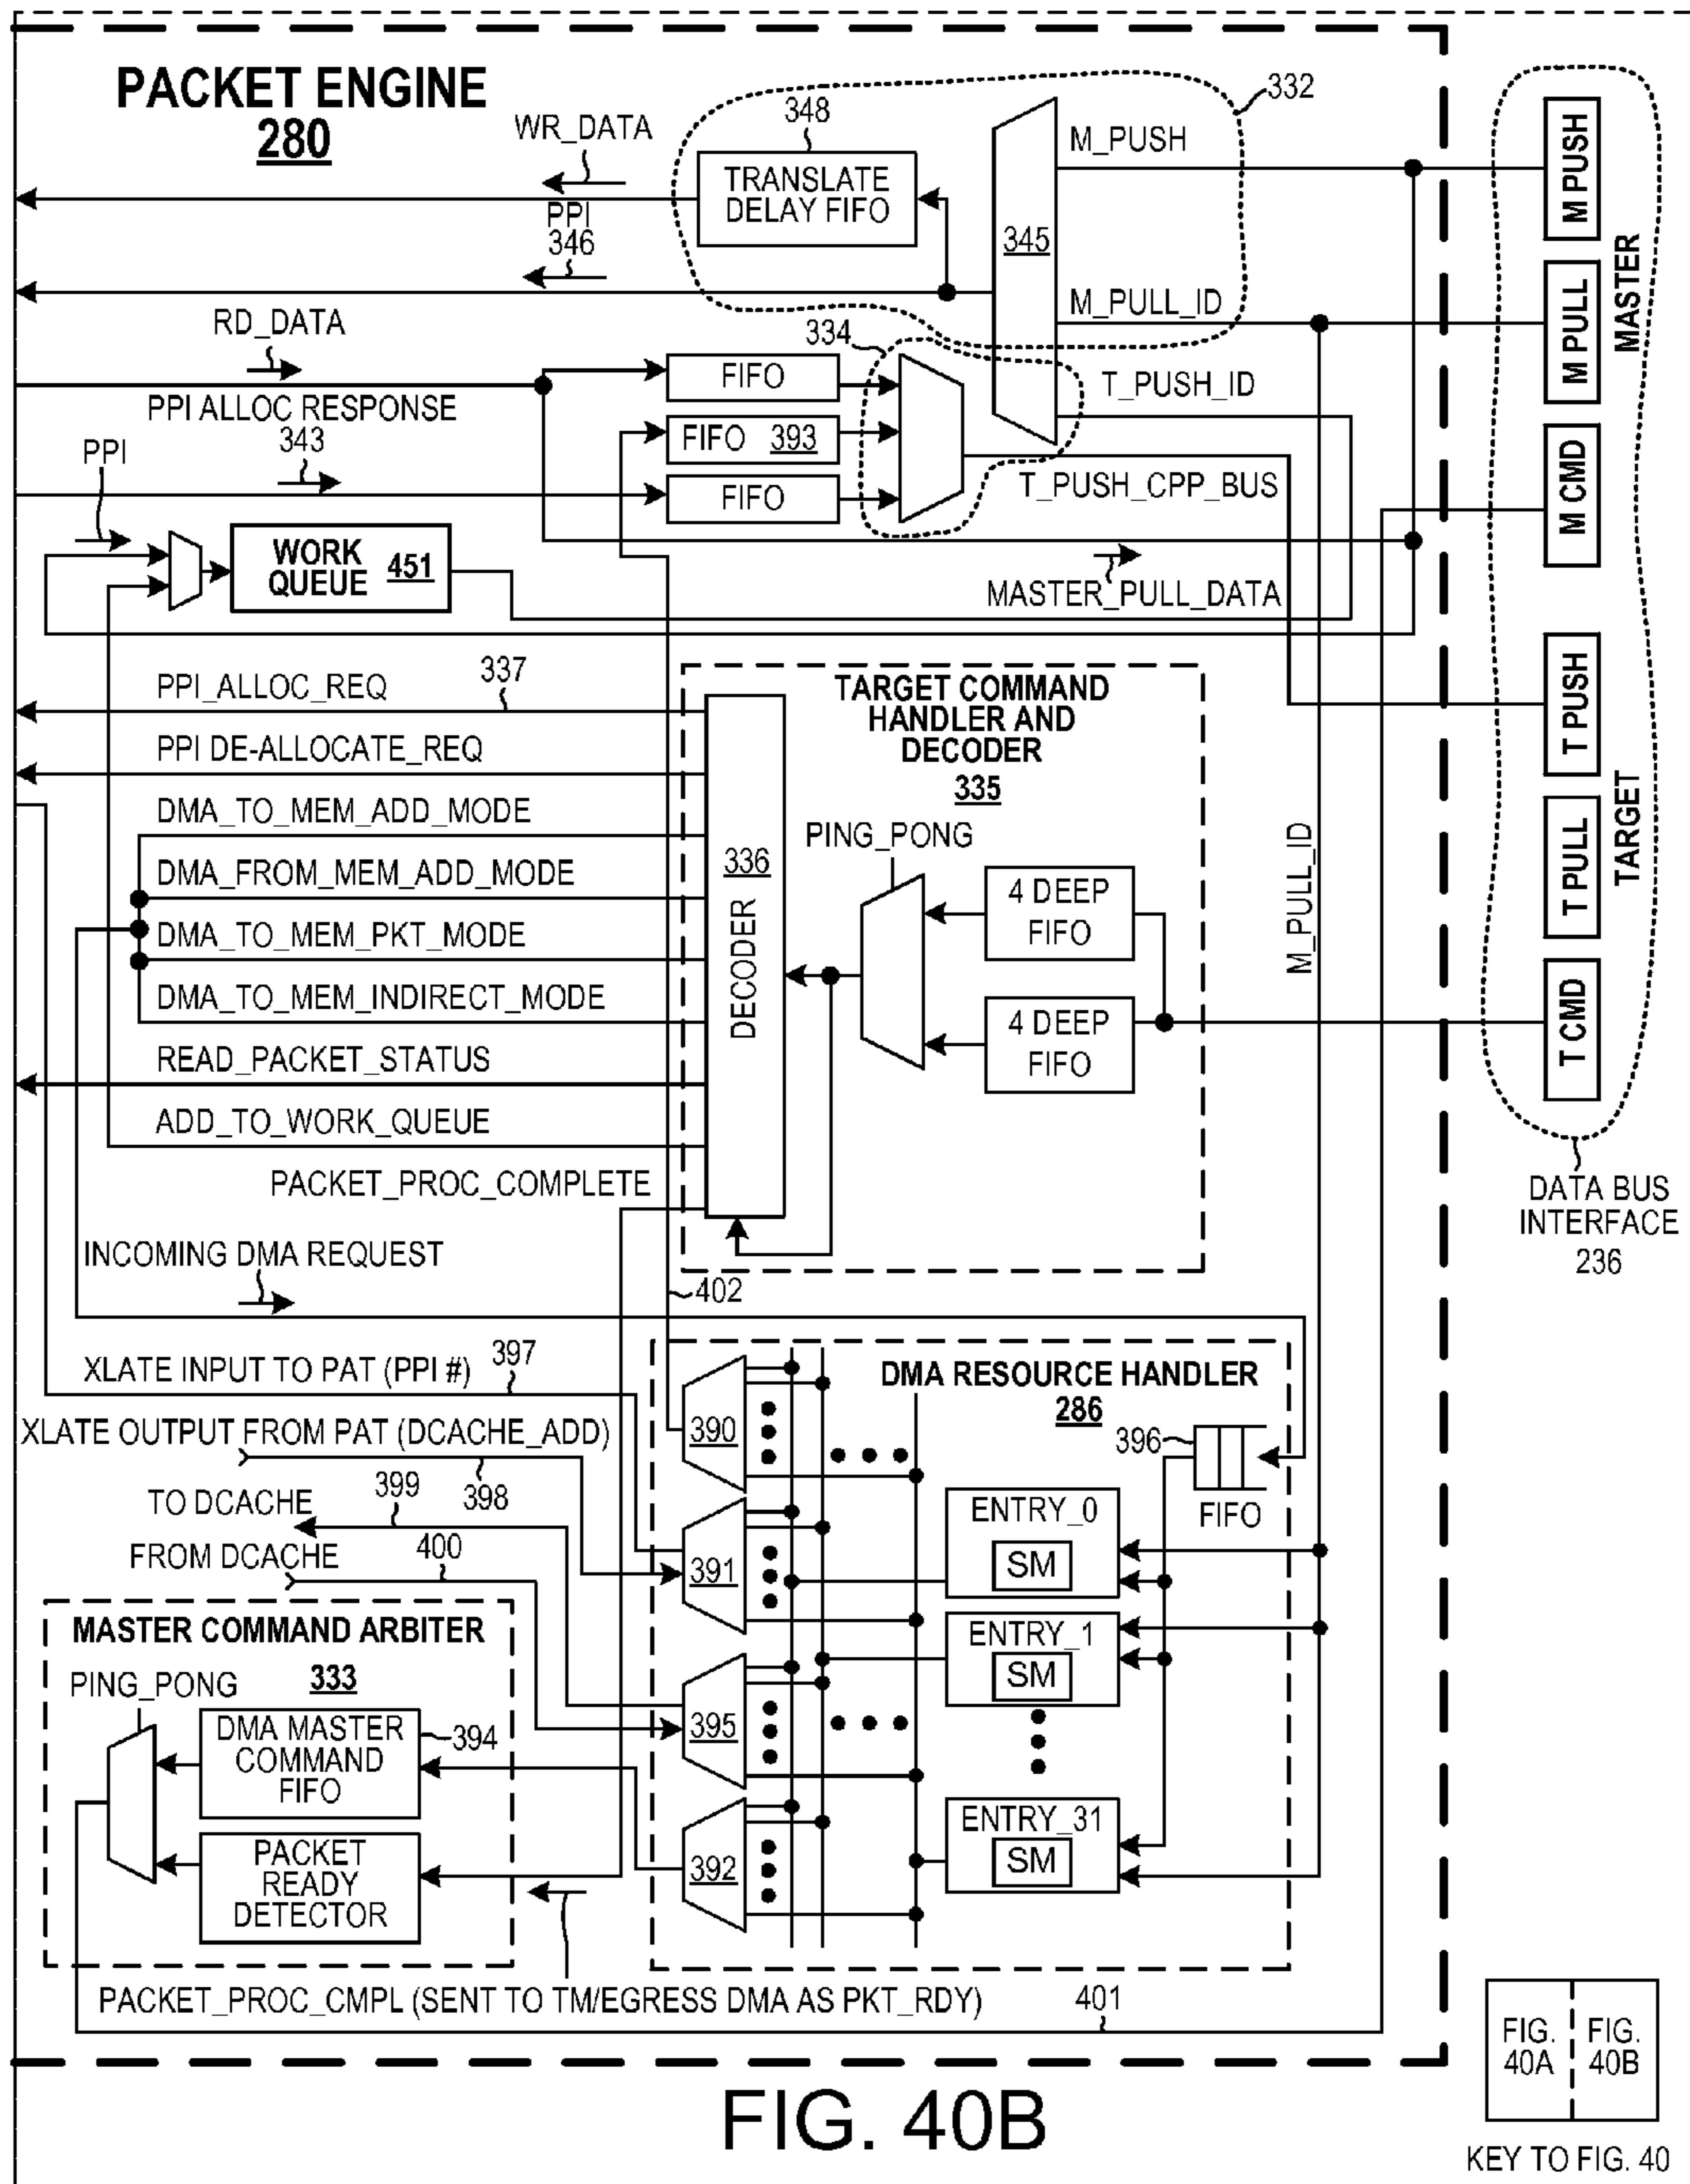 PACKET ENGINE
280
WR_DATA
348
332
TRANSLATE
DELAY FIFO
PPI
346
345
M_PUSH
M_PULL_ID
RD_DATA
PPI ALLOC RESPONSE
343
334
FIFO
FIFO 393
FIFO
T_PUSH_ID
T_PUSH_CPP_BUS
PPI
WORK
QUEUE
451
MASTER_PULL_DATA
M PUSH
M PULL
M CMD
MASTER
T PUSH
T PULL
T CMD
TARGET
DATA BUS
INTERFACE
236
PPI_ALLOC_REQ
337
PPI DE-ALLOCATE_REQ
DMA_TO_MEM_ADD_MODE
DMA_FROM_MEM_ADD_MODE
DMA_TO_MEM_PKT_MODE
DMA_TO_MEM_INDIRECT_MODE
READ_PACKET_STATUS
ADD_TO_WORK_QUEUE
PACKET_PROC_COMPLETE
TARGET COMMAND
HANDLER AND
DECODER
335
336
DECODER
PING_PONG
4 DEEP
FIFO
4 DEEP
FIFO
M_PULL_ID
INCOMING DMA REQUEST
402
XLATE INPUT TO PAT (PPI #)
397
XLATE OUTPUT FROM PAT (DCACHE_ADD)
398
TO DCACHE
399
FROM DCACHE
400
DMA RESOURCE HANDLER
286
390
391
395
392
396
FIFO
ENTRY_0
SM
ENTRY_1
SM
ENTRY_31
SM
MASTER COMMAND ARBITER
333
PING_PONG
DMA MASTER
COMMAND
FIFO
394
PACKET
READY
DETECTOR
PACKET_PROC_CMPL (SENT TO TM/EGRESS DMA AS PKT_RDY)
401
FIG.
40A
FIG.
40B
KEY TO FIG. 40
FIG. 40B